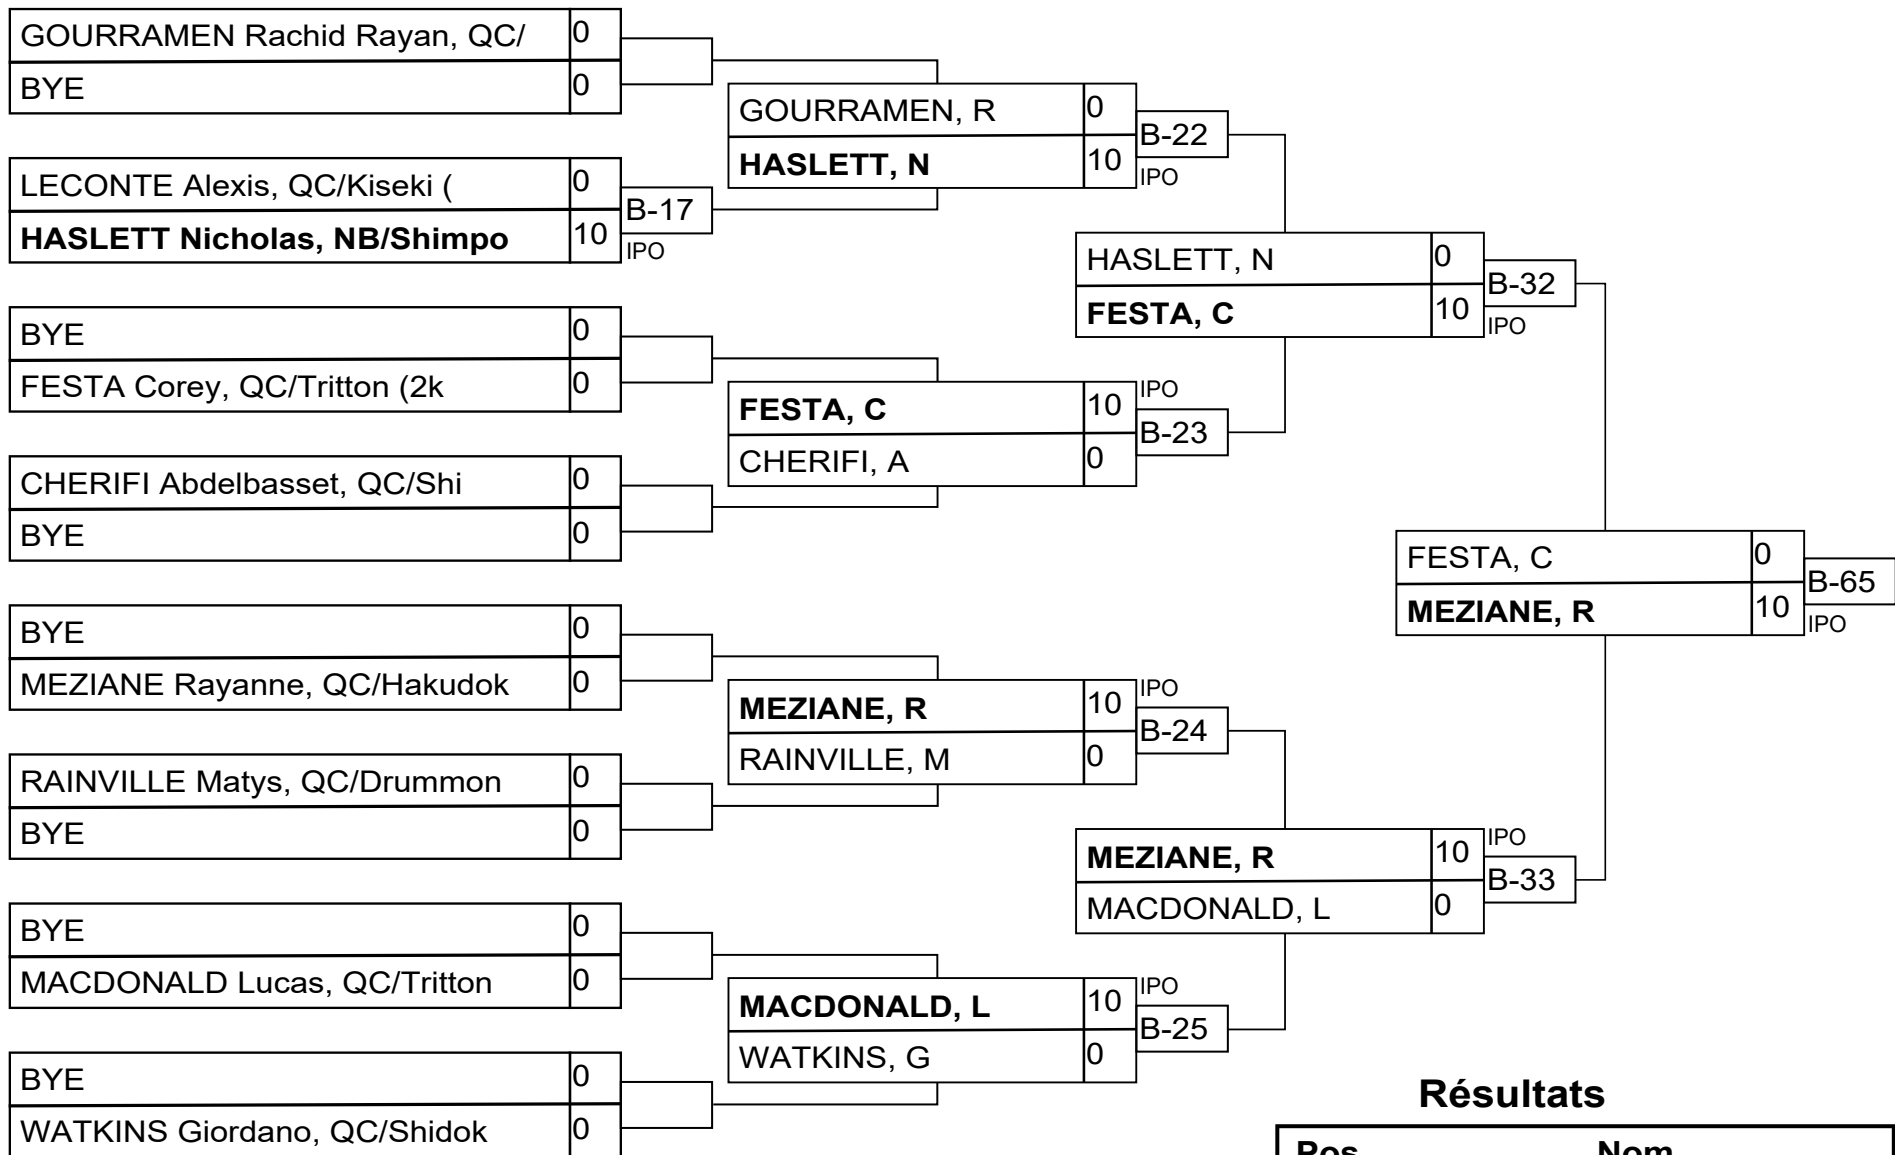 GOURRAMEN Rachid Rayan, QC/ 0
BYE 0
LECONTE Alexis, QC/Kiseki ( 0
HASLETT Nicholas, NB/Shimpo 10
B-17
IPO
BYE 0
FESTA Corey, QC/Tritton (2k 0
CHERIFI Abdelbasset, QC/Shi 0
BYE 0
BYE 0
MEZIANE Rayanne, QC/Hakudok 0
RAINVILLE Matys, QC/Drummon 0
BYE 0
BYE 0
MACDONALD Lucas, QC/Tritton 0
BYE 0
WATKINS Giordano, QC/Shidok 0
GOURRAMEN, R 0
HASLETT, N 10
B-22
IPO
FESTA, C 10
CHERIFI, A 0
IPO
B-23
MEZIANE, R 10
RAINVILLE, M 0
IPO
B-24
MACDONALD, L 10
WATKINS, G 0
IPO
B-25
HASLETT, N 0
FESTA, C 10
B-32
IPO
MEZIANE, R 10
MACDONALD, L 0
IPO
B-33
FESTA, C 0
MEZIANE, R 10
B-65
IPO
Résultats
Pos Nom